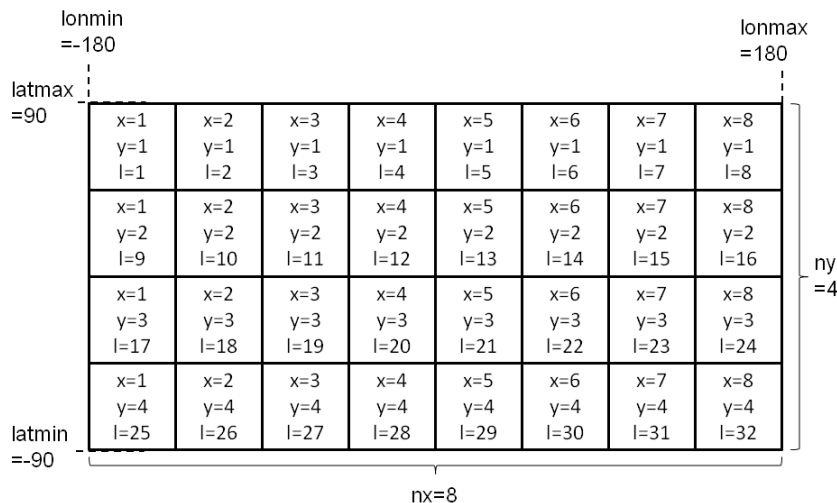 lonmin
=-180
lonmax
=180
latmax
=90
x=1 x=2 x=3 x=4 x=5 x=6 x=7 x=8
y=1 y=1 y=1 y=1 y=1 y=1 y=1 y=1
l=1 l=2 l=3 l=4 l=5 l=6 l=7 l=8
x=1 x=2 x=3 x=4 x=5 x=6 x=7 x=8
y=2 y=2 y=2 y=2 y=2 y=2 y=2 y=2
l=9 l=10 l=11 l=12 l=13 l=14 l=15 l=16
ny
=4
x=1 x=2 x=3 x=4 x=5 x=6 x=7 x=8
y=3 y=3 y=3 y=3 y=3 y=3 y=3 y=3
l=17 l=18 l=19 l=20 l=21 l=22 l=23 l=24
x=1 x=2 x=3 x=4 x=5 x=6 x=7 x=8
y=4 y=4 y=4 y=4 y=4 y=4 y=4 y=4
l=25 l=26 l=27 l=28 l=29 l=30 l=31 l=32
latmin
=-90
nx=8